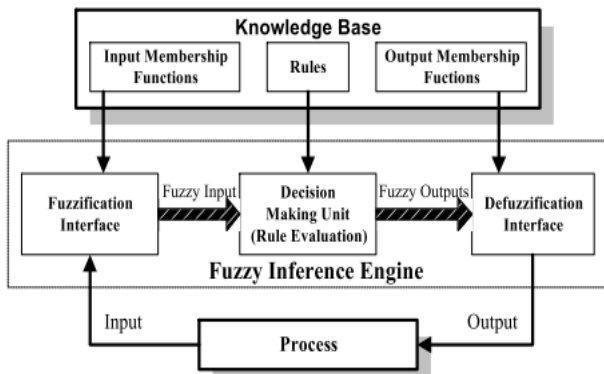 Knowledge Base
Input Membership
Functions
Rules
Output Membership
Fuctions
Fuzzification
Interface
Fuzzy Input
Decision
Making Unit
(Rule Evaluation)
Fuzzy Outputs
Defuzzification
Interface
Fuzzy Inference Engine
Input
Process
Output